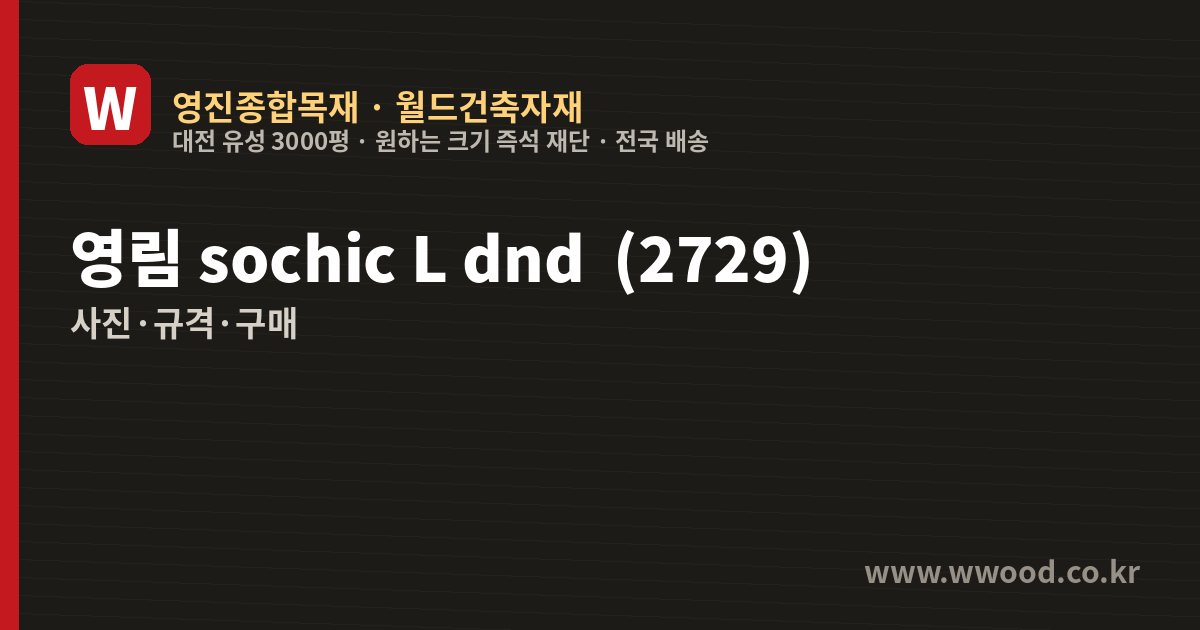 W
영진종합목재 · 월드건축자재
대전 유성 3000평 · 원하는 크기 즉석 재단 · 전국 배송
영림 sochic L dnd  (2729)
사진·규격·구매
www.wwood.co.kr